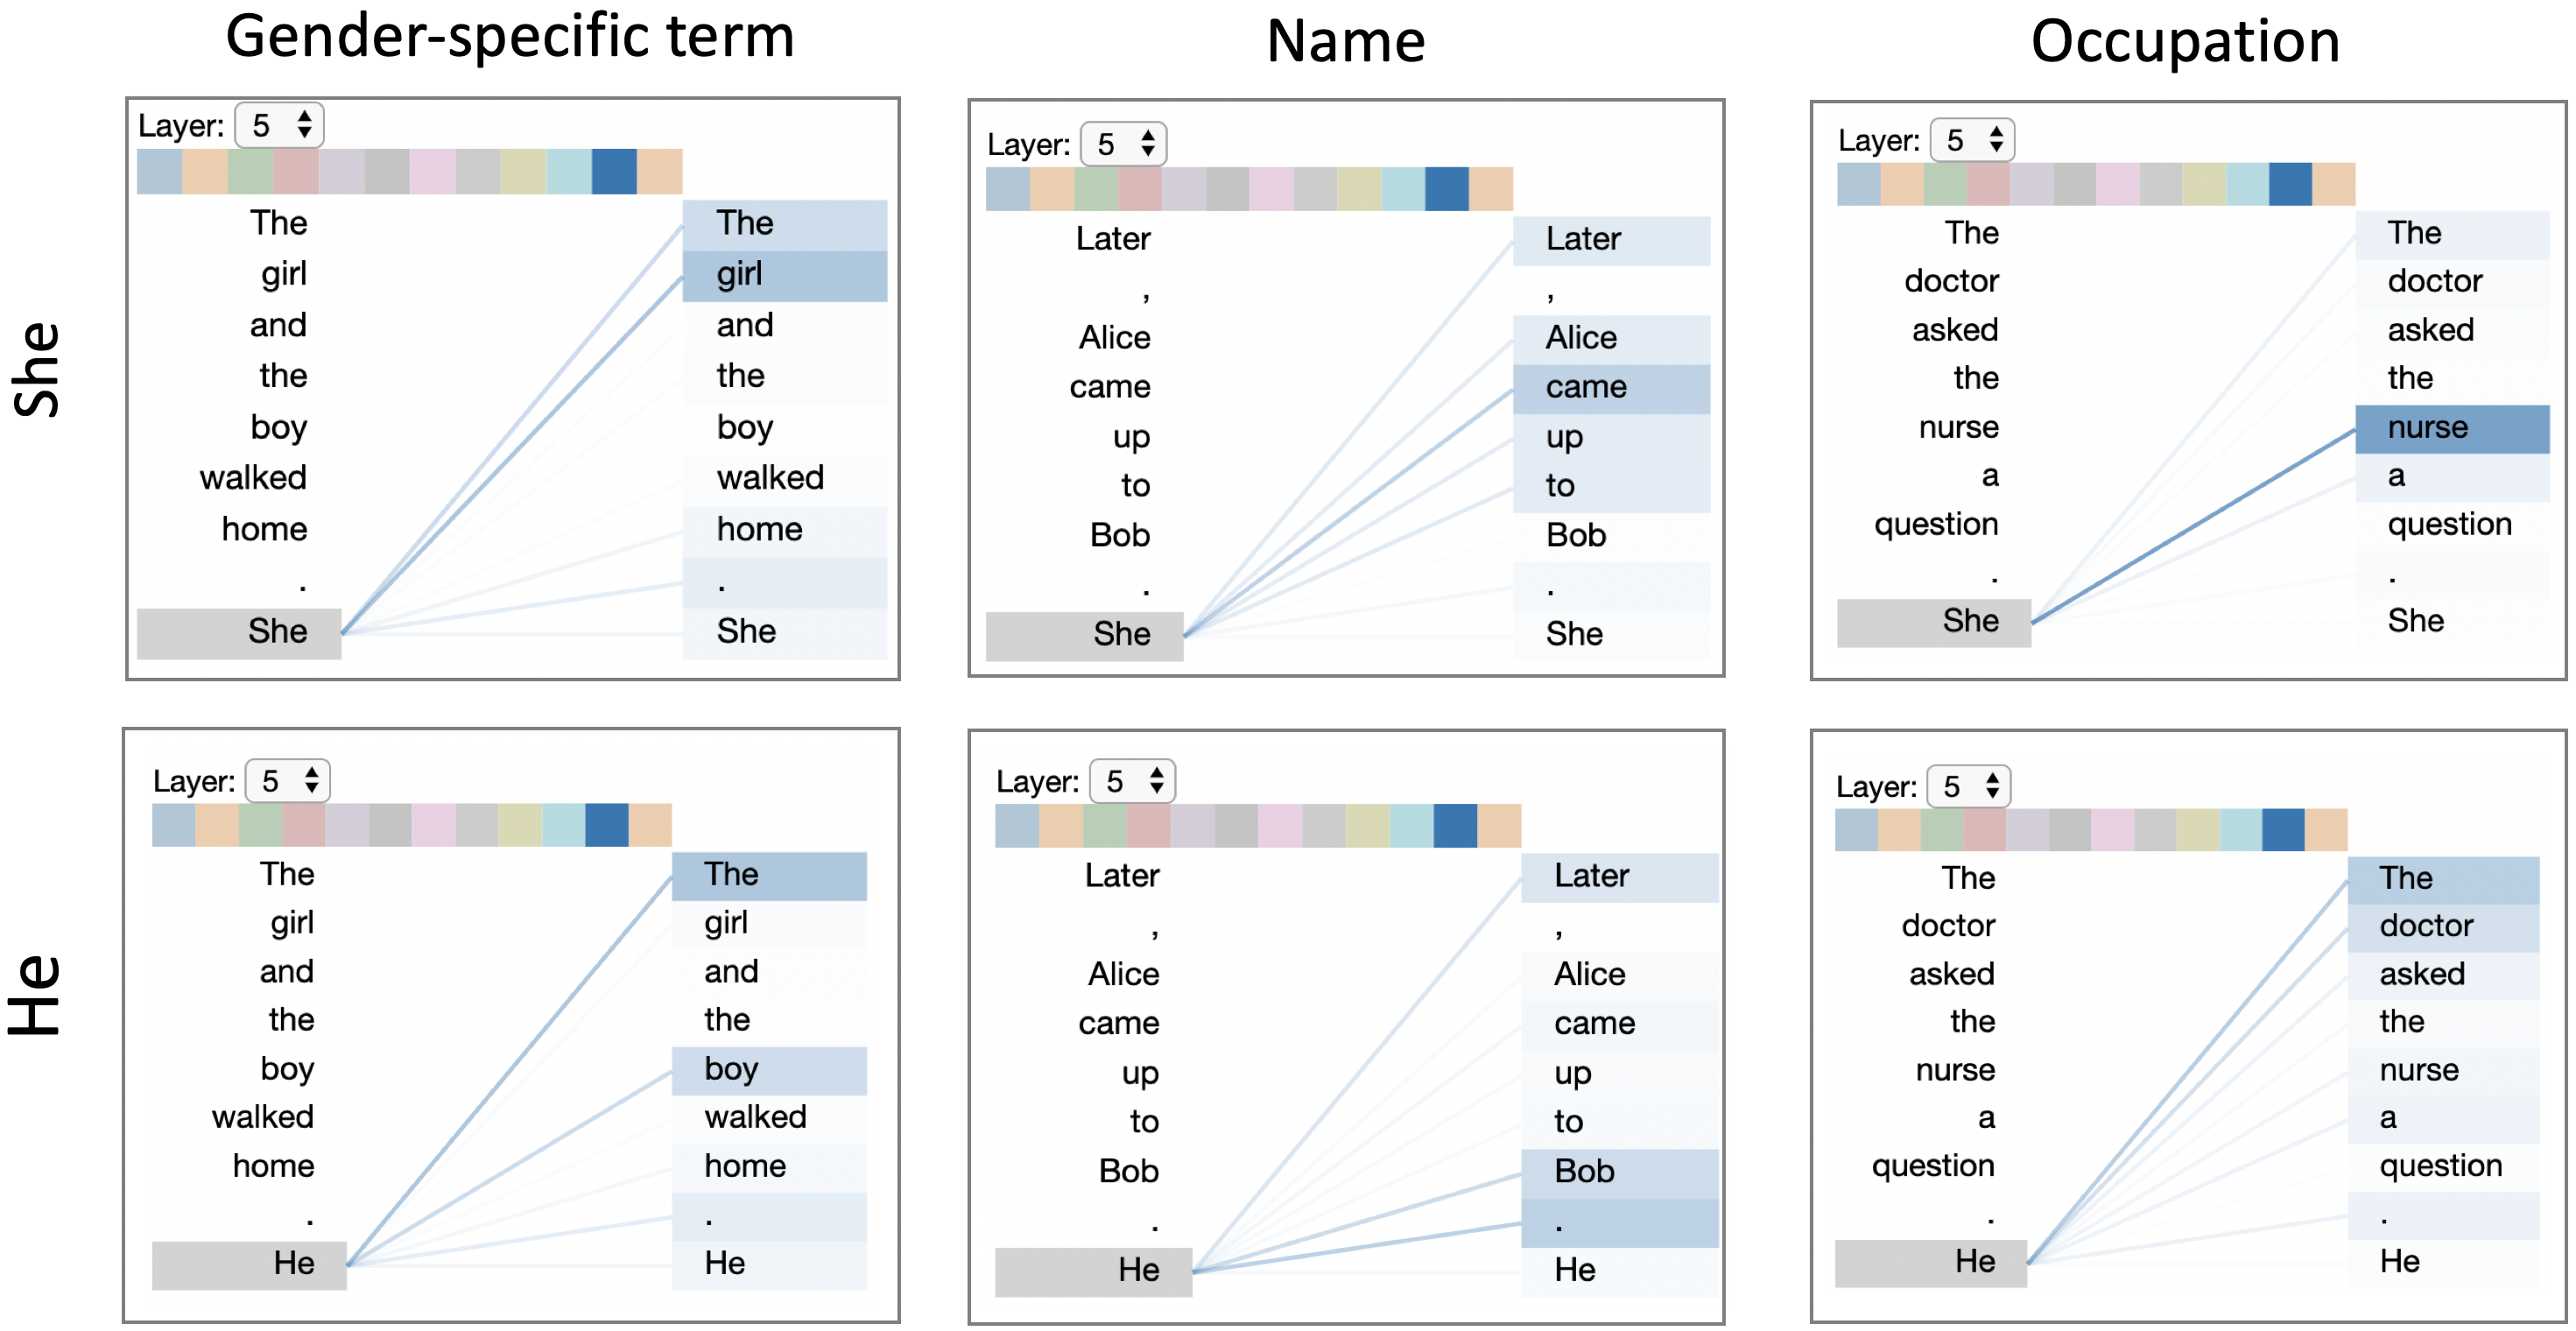 Gender-specific term
Name
Occupation
She
Layer: 5
The The
girl girl
and and
the the
boy boy
walked walked
home home
. .
She She
Layer: 5
Later Later
, ,
Alice Alice
came came
up up
to to
Bob Bob
. .
She She
Layer: 5
The The
doctor doctor
asked asked
the the
nurse nurse
a a
question question
. .
She She
He
Layer: 5
The The
girl girl
and and
the the
boy boy
walked walked
home home
. .
He He
Layer: 5
Later Later
, ,
Alice Alice
came came
up up
to to
Bob Bob
. .
He He
Layer: 5
The The
doctor doctor
asked asked
the the
nurse nurse
a a
question question
. .
He He